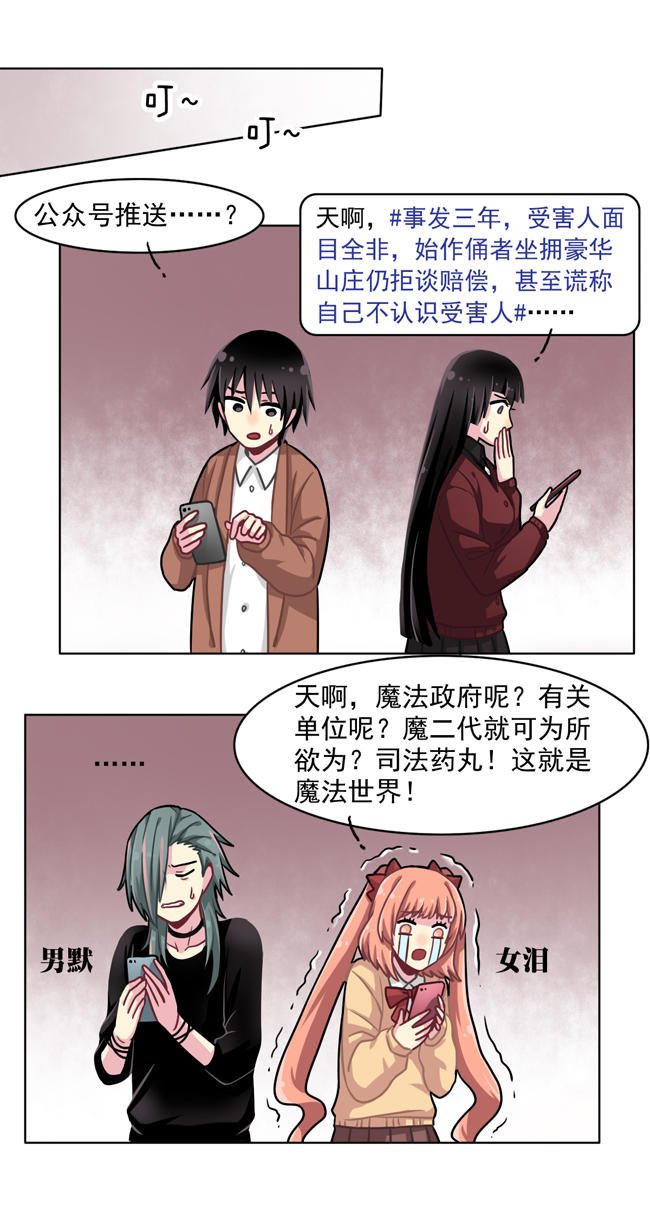 叮~
叮~
公众号推送……？
天啊，#事发三年，受害人面
目全非，始作俑者坐拥豪华
山庄仍拒谈赔偿，甚至谎称
自己不认识受害人#……
天啊，魔法政府呢？有关
单位呢？魔二代就可为所
欲为？司法药丸！这就是
魔法世界！
……
男默
女泪